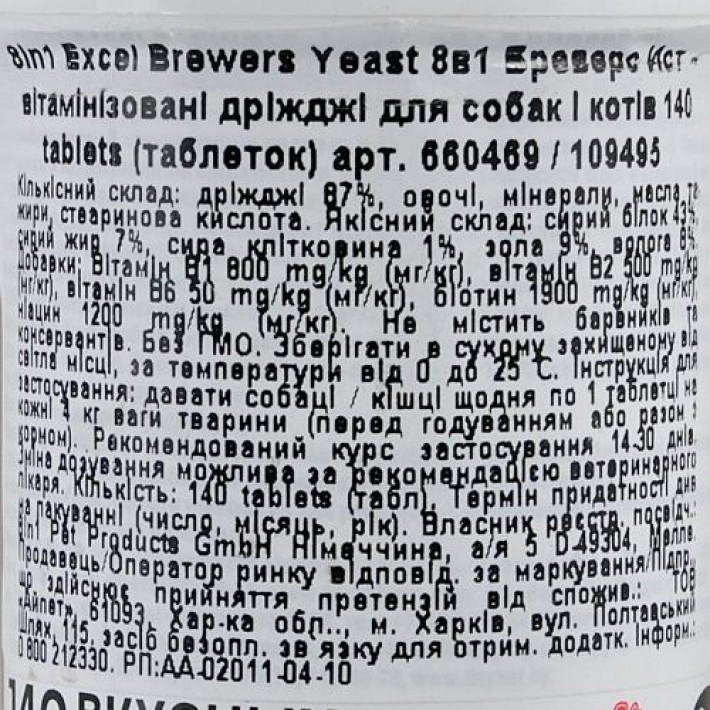 8in1 Excel Brewers Yeast 8в1 Бреверс Йст -
вітамінізовані дріжджі для собак і котів 140
tablets (таблеток) арт. 660469 / 109495
Кількісний склад: дріжджі 87%, овочі, мінерали, масла та
жири, стеаринова кислота. Якісний склад: сирий білок 43%,
сирий жир 7%, сира клітковина 1%, зола 9%, волога 6%.
Добавки: Вітамін В1 800 mg/kg (мг/кг), вітамін В2 500 mg/kg
(мг/кг), вітамін В6 50 mg/kg (мг/кг), біотин 1900 mg/kg (мг/кг),
ніацин 1200 mg/kg (мг/кг). Не містить барвників та
консервантів. Без ГМО. Зберігати в сухому захищеному від
світла місці, за температури від 0 до 25 С. Інструкція для
застосування: давати собаці / кішці щодня по 1 таблетці на
кожні 4 кг ваги тварини (перед годуванням або разом з
кормом). Рекомендований курс застосування 14-30 днів.
Зміна дозування можлива за рекомендацією ветеринарного
лікаря. Кількість: 140 tablets (табл). Термін придатності див
на пакуванні (число, місяць, рік). Власник реєстр. посвідч.:
8in1 Pet Products GmbH Німеччина, а/я 5 D-49304, Мелле.
Продавець/Оператор ринку відповід. за маркування/Підпр.,
що здійснює прийняття претензій від спожив.: ТОВ
«Айпет», 61093, Хар-ка обл.., м. Харків, вул. Полтавський
Шлях, 115. засіб безопл. зв'язку для отрим. додатк. Інформ.:
0 800 212330. РП:АА-02011-04-10
140